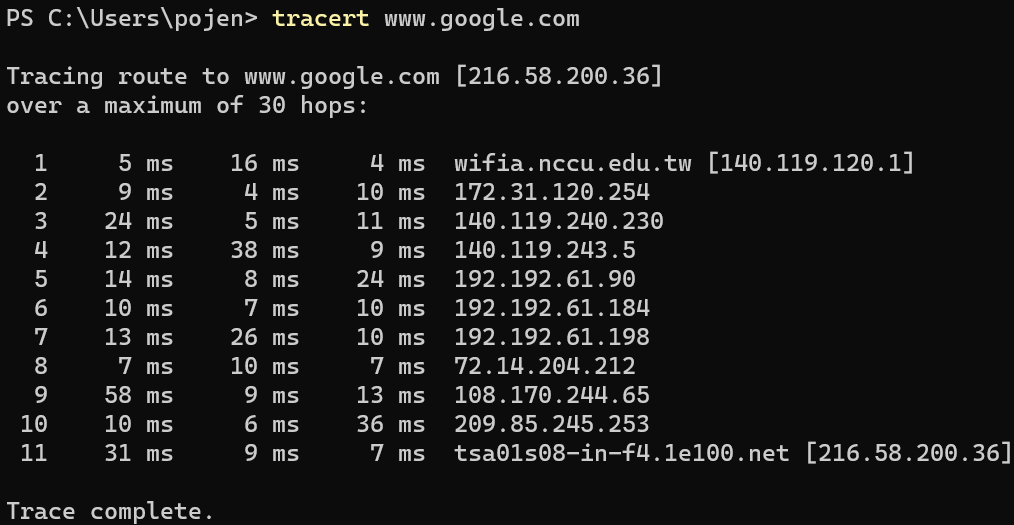 PS C:\Users\pojen> tracert www.google.com
Tracing route to www.google.com [216.58.200.36]
over a maximum of 30 hops:
1 5 ms 16 ms 4 ms wifia.nccu.edu.tw [140.119.120.1]
2 9 ms 4 ms 10 ms 172.31.120.254
3 24 ms 5 ms 11 ms 140.119.240.230
4 12 ms 38 ms 9 ms 140.119.243.5
5 14 ms 8 ms 24 ms 192.192.61.90
6 10 ms 7 ms 10 ms 192.192.61.184
7 13 ms 26 ms 10 ms 192.192.61.198
8 7 ms 10 ms 7 ms 72.14.204.212
9 58 ms 9 ms 13 ms 108.170.244.65
10 10 ms 6 ms 36 ms 209.85.245.253
11 31 ms 9 ms 7 ms tsa01s08-in-f4.1e100.net [216.58.200.36]
Trace complete.